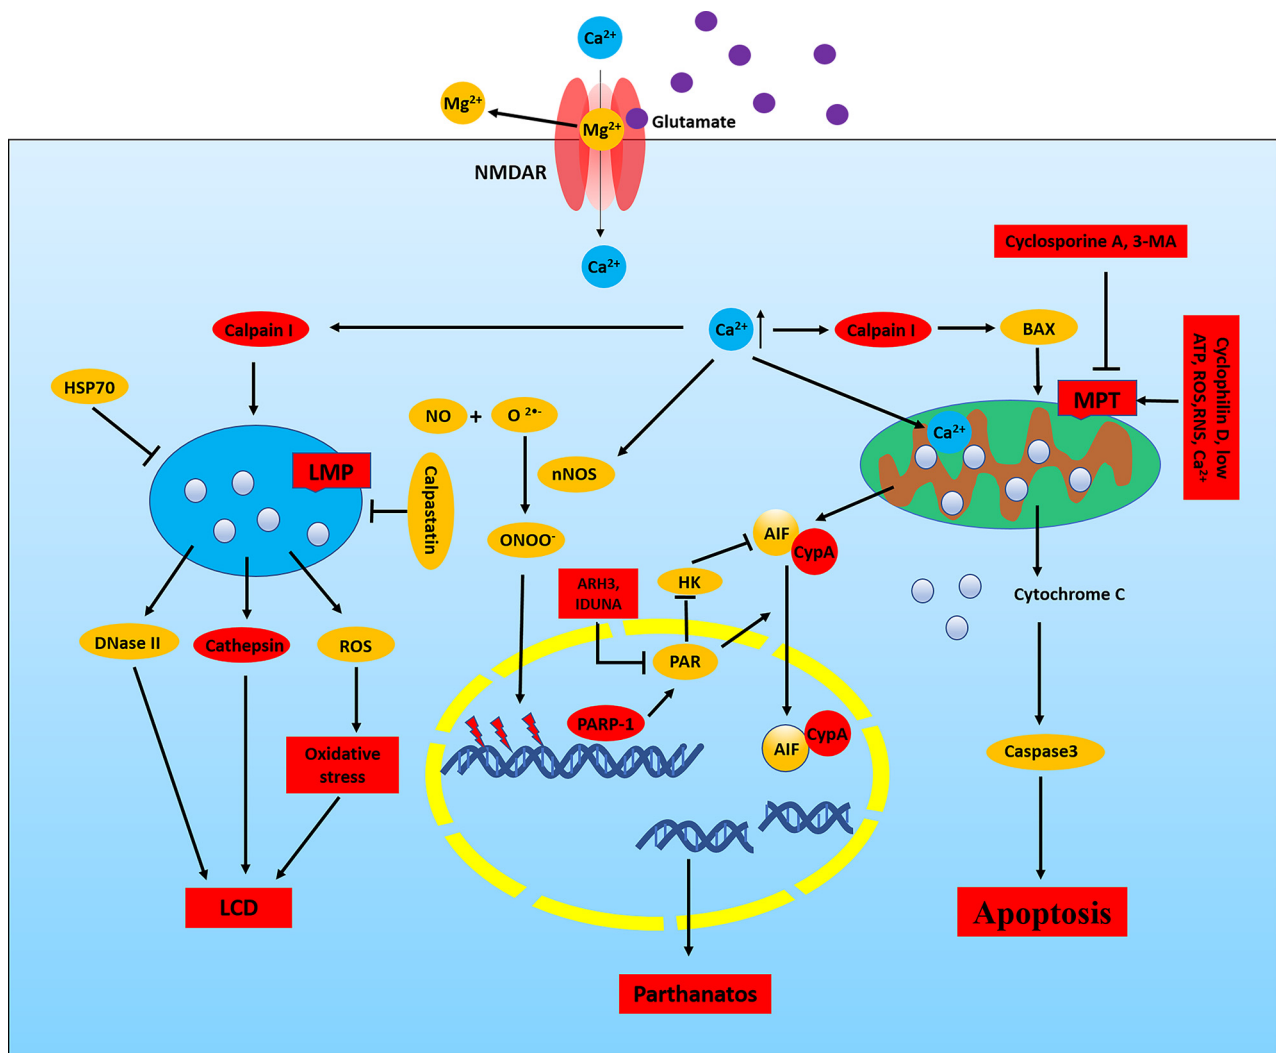 Ca2+
Mg2+
Mg2+
Glutamate
NMDAR
Ca2+
Cyclosporine A, 3-MA
Calpain I
Ca2+
Calpain I
BAX
Cyclophilin D, low
ATP, ROS,RNS, Ca2+
HSP70
MPT
NO + O 2•-
Ca2+
LMP
Calpastatin
nNOS
AIF
CypA
ONOO-
ARH3,
IDUNA
HK
Cytochrome C
DNase II
Cathepsin
ROS
PAR
PARP-1
AIF
CypA
Oxidative
stress
Caspase3
LCD
Apoptosis
Parthanatos